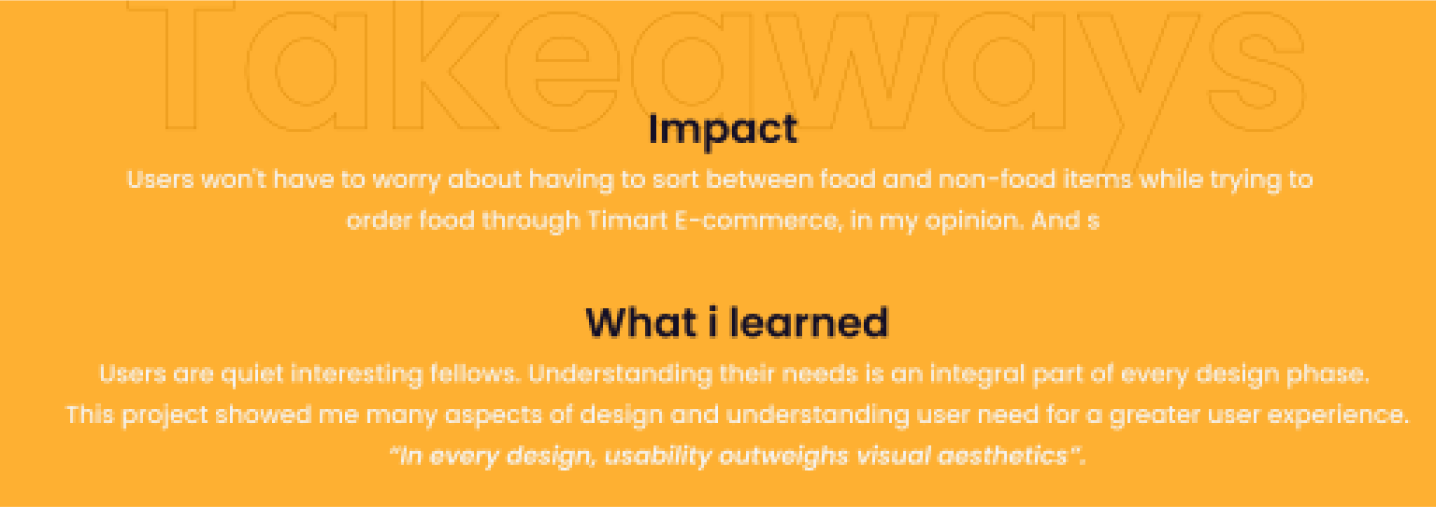 Takeaways
Impact
Users won't have to worry about having to sort between food and non-food items while trying to
order food through Timart E-commerce, in my opinion. And s
What i learned
Users are quiet interesting fellows. Understanding their needs is an integral part of every design phase.
This project showed me many aspects of design and understanding user need for a greater user experience.
“In every design, usability outweighs visual aesthetics”.